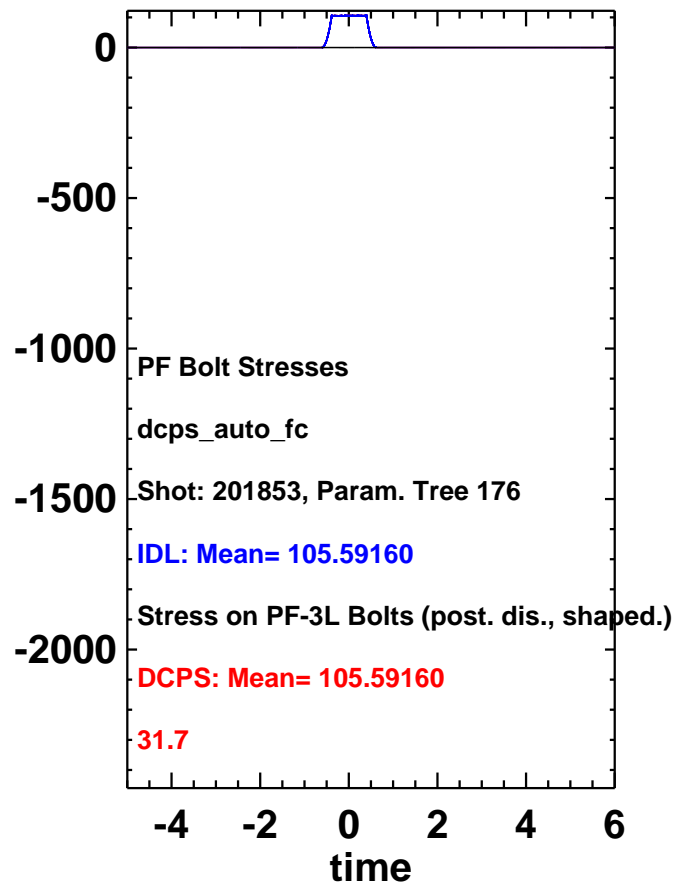 0
-500
-1000
PF Bolt Stresses
dcps_auto_fc
-1500
Shot: 201853, Param. Tree 176
IDL: Mean= 105.59160
Stress on PF-3L Bolts (post. dis., shaped.)
-2000
DCPS: Mean= 105.59160
31.7
-4 -2 0 2 4 6
time